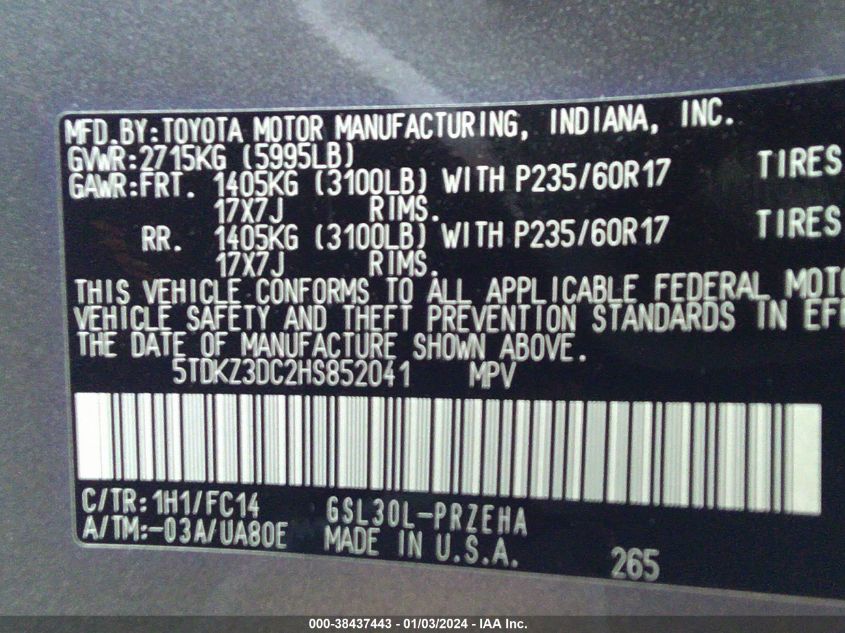 MFD.BY:TOYOTA MOTOR MANUFACTURING, INDIANA, INC.
GVWR:2715KG (5995LB)
GAWR:FRT. 1405KG (3100LB) WITH P235/60R17 TIRES
17X7J RIMS.
RR. 1405KG (3100LB) WITH P235/60R17 TIRES
17X7J RIMS.
THIS VEHICLE CONFORMS TO ALL APPLICABLE FEDERAL MOTO
VEHICLE SAFETY AND THEFT PREVENTION STANDARDS IN EFF
THE DATE OF MANUFACTURE SHOWN ABOVE.
5TDKZ3DC2HS852041 MPV
C/TR:1H1/FC14 GSL30L-PRZEHA
A/TM:-03A/UA80E MADE IN U.S.A. 265
000-38437443 - 01/03/2024 - IAA Inc.